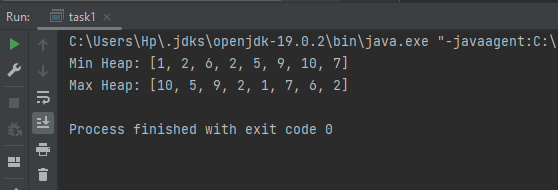 Run: task1
C:\Users\Hp\.jdks\openjdk-19.0.2\bin\java.exe "-javaagent:C:\
Min Heap: [1, 2, 6, 2, 5, 9, 10, 7]
Max Heap: [10, 5, 9, 2, 1, 7, 6, 2]
Process finished with exit code 0